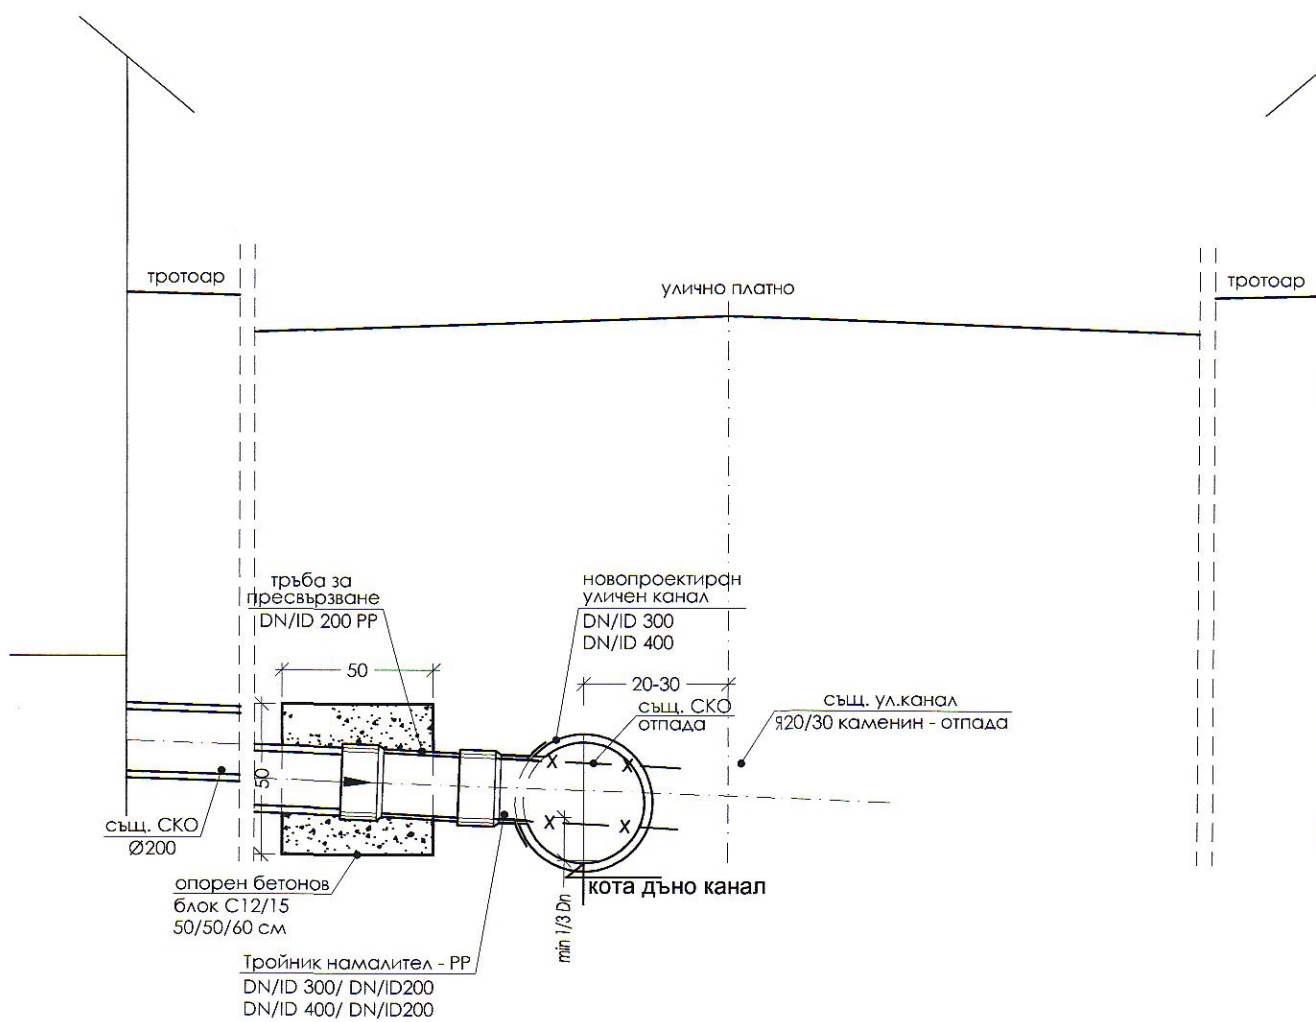 тротоар
улично платно
тротоар
тръба за
пресвързване
DN/ID 200 PP
новопроектиран
уличен канал
DN/ID 300
DN/ID 400
50
20-30
същ. СКО
отпада
същ. ул.канал
20/30 каменин - отпада
50
X
X
X
X
същ. СКО
Ø200
опорен бетонов
блок C12/15
50/50/60 см
кота дъно канал
min 1/3 Dn
Тройник намалител - PP
DN/ID 300/ DN/ID200
DN/ID 400/ DN/ID200